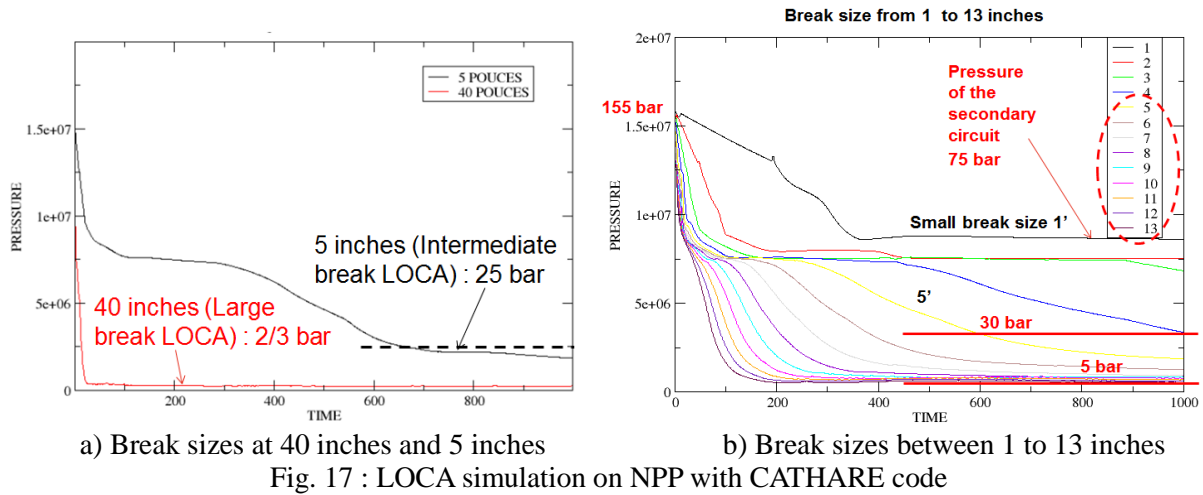 5 POUCES
40 POUCES
1.5e+07
1e+07
5e+06
0
PRESSURE
200
400
600
800
TIME
5 inches (Intermediate
break LOCA) : 25 bar
40 inches (Large
break LOCA) : 2/3 bar
a) Break sizes at 40 inches and 5 inches
Break size from 1 to 13 inches
2e+07
1.5e+07
1e+07
5e+06
0
PRESSURE
155 bar
Pressure
of the
secondary
circuit
75 bar
1
2
3
4
5
6
7
8
9
10
11
12
13
Small break size 1’
5’
30 bar
5 bar
0
200
400
600
800
1000
TIME
b) Break sizes between 1 to 13 inches
Fig. 17 : LOCA simulation on NPP with CATHARE code